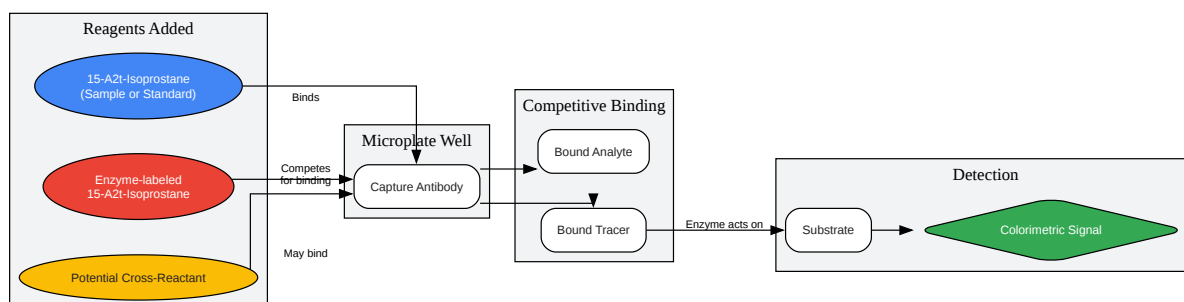 Reagents Added
15-A2t-Isoprostane
(Sample or Standard)
Binds
Enzyme-labeled
15-A2t-Isoprostane
Competes
for binding
Potential Cross-Reactant
May bind
Microplate Well
Capture Antibody
Competitive Binding
Bound Analyte
Bound Tracer
Enzyme acts on
Detection
Substrate
Colorimetric Signal